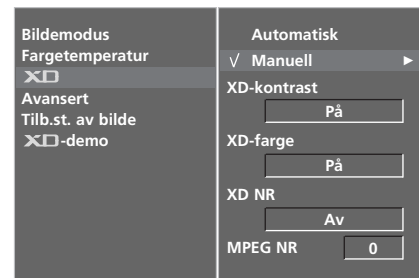 Bildemodus
Fargetemperatur
XD
Avansert
Tilb.st. av bilde
XD-demo
Automatisk
√ Manuell ►
XD-kontrast
På
XD-farge
På
XD NR
Av
MPEG NR 0